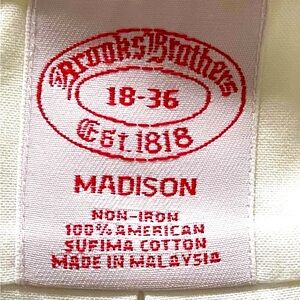 Brooks Brothers
18-36
Est. 1818
MADISON
NON-IRON
100% AMERICAN
SUPIMA COTTON
MADE IN MALAYSIA